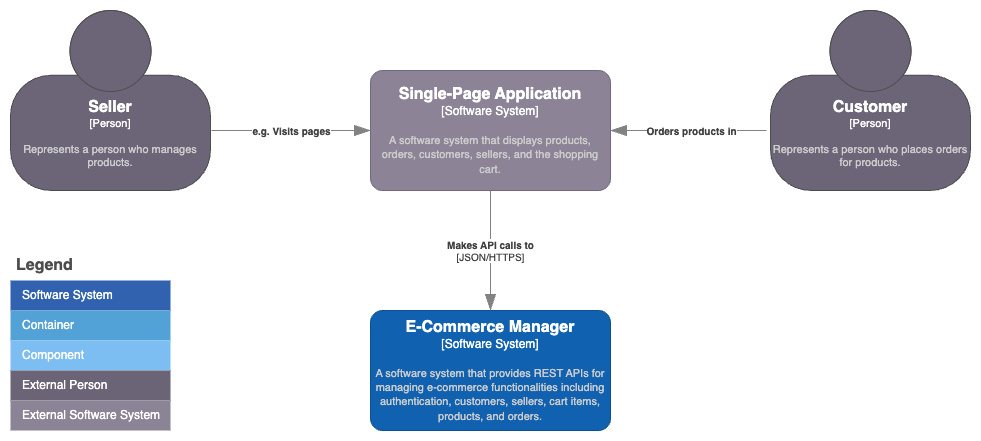 Seller
[Person]
Represents a person who manages
products.
e.g. Visits pages
Single-Page Application
[Software System]
A software system that displays products,
orders, customers, sellers, and the shopping
cart.
Orders products in
Customer
[Person]
Represents a person who places orders
for products.
Makes API calls to
[JSON/HTTPS]
E-Commerce Manager
[Software System]
A software system that provides REST APIs for
managing e-commerce functionalities including
authentication, customers, sellers, cart items,
products, and orders.
Legend
Software System
Container
Component
External Person
External Software System